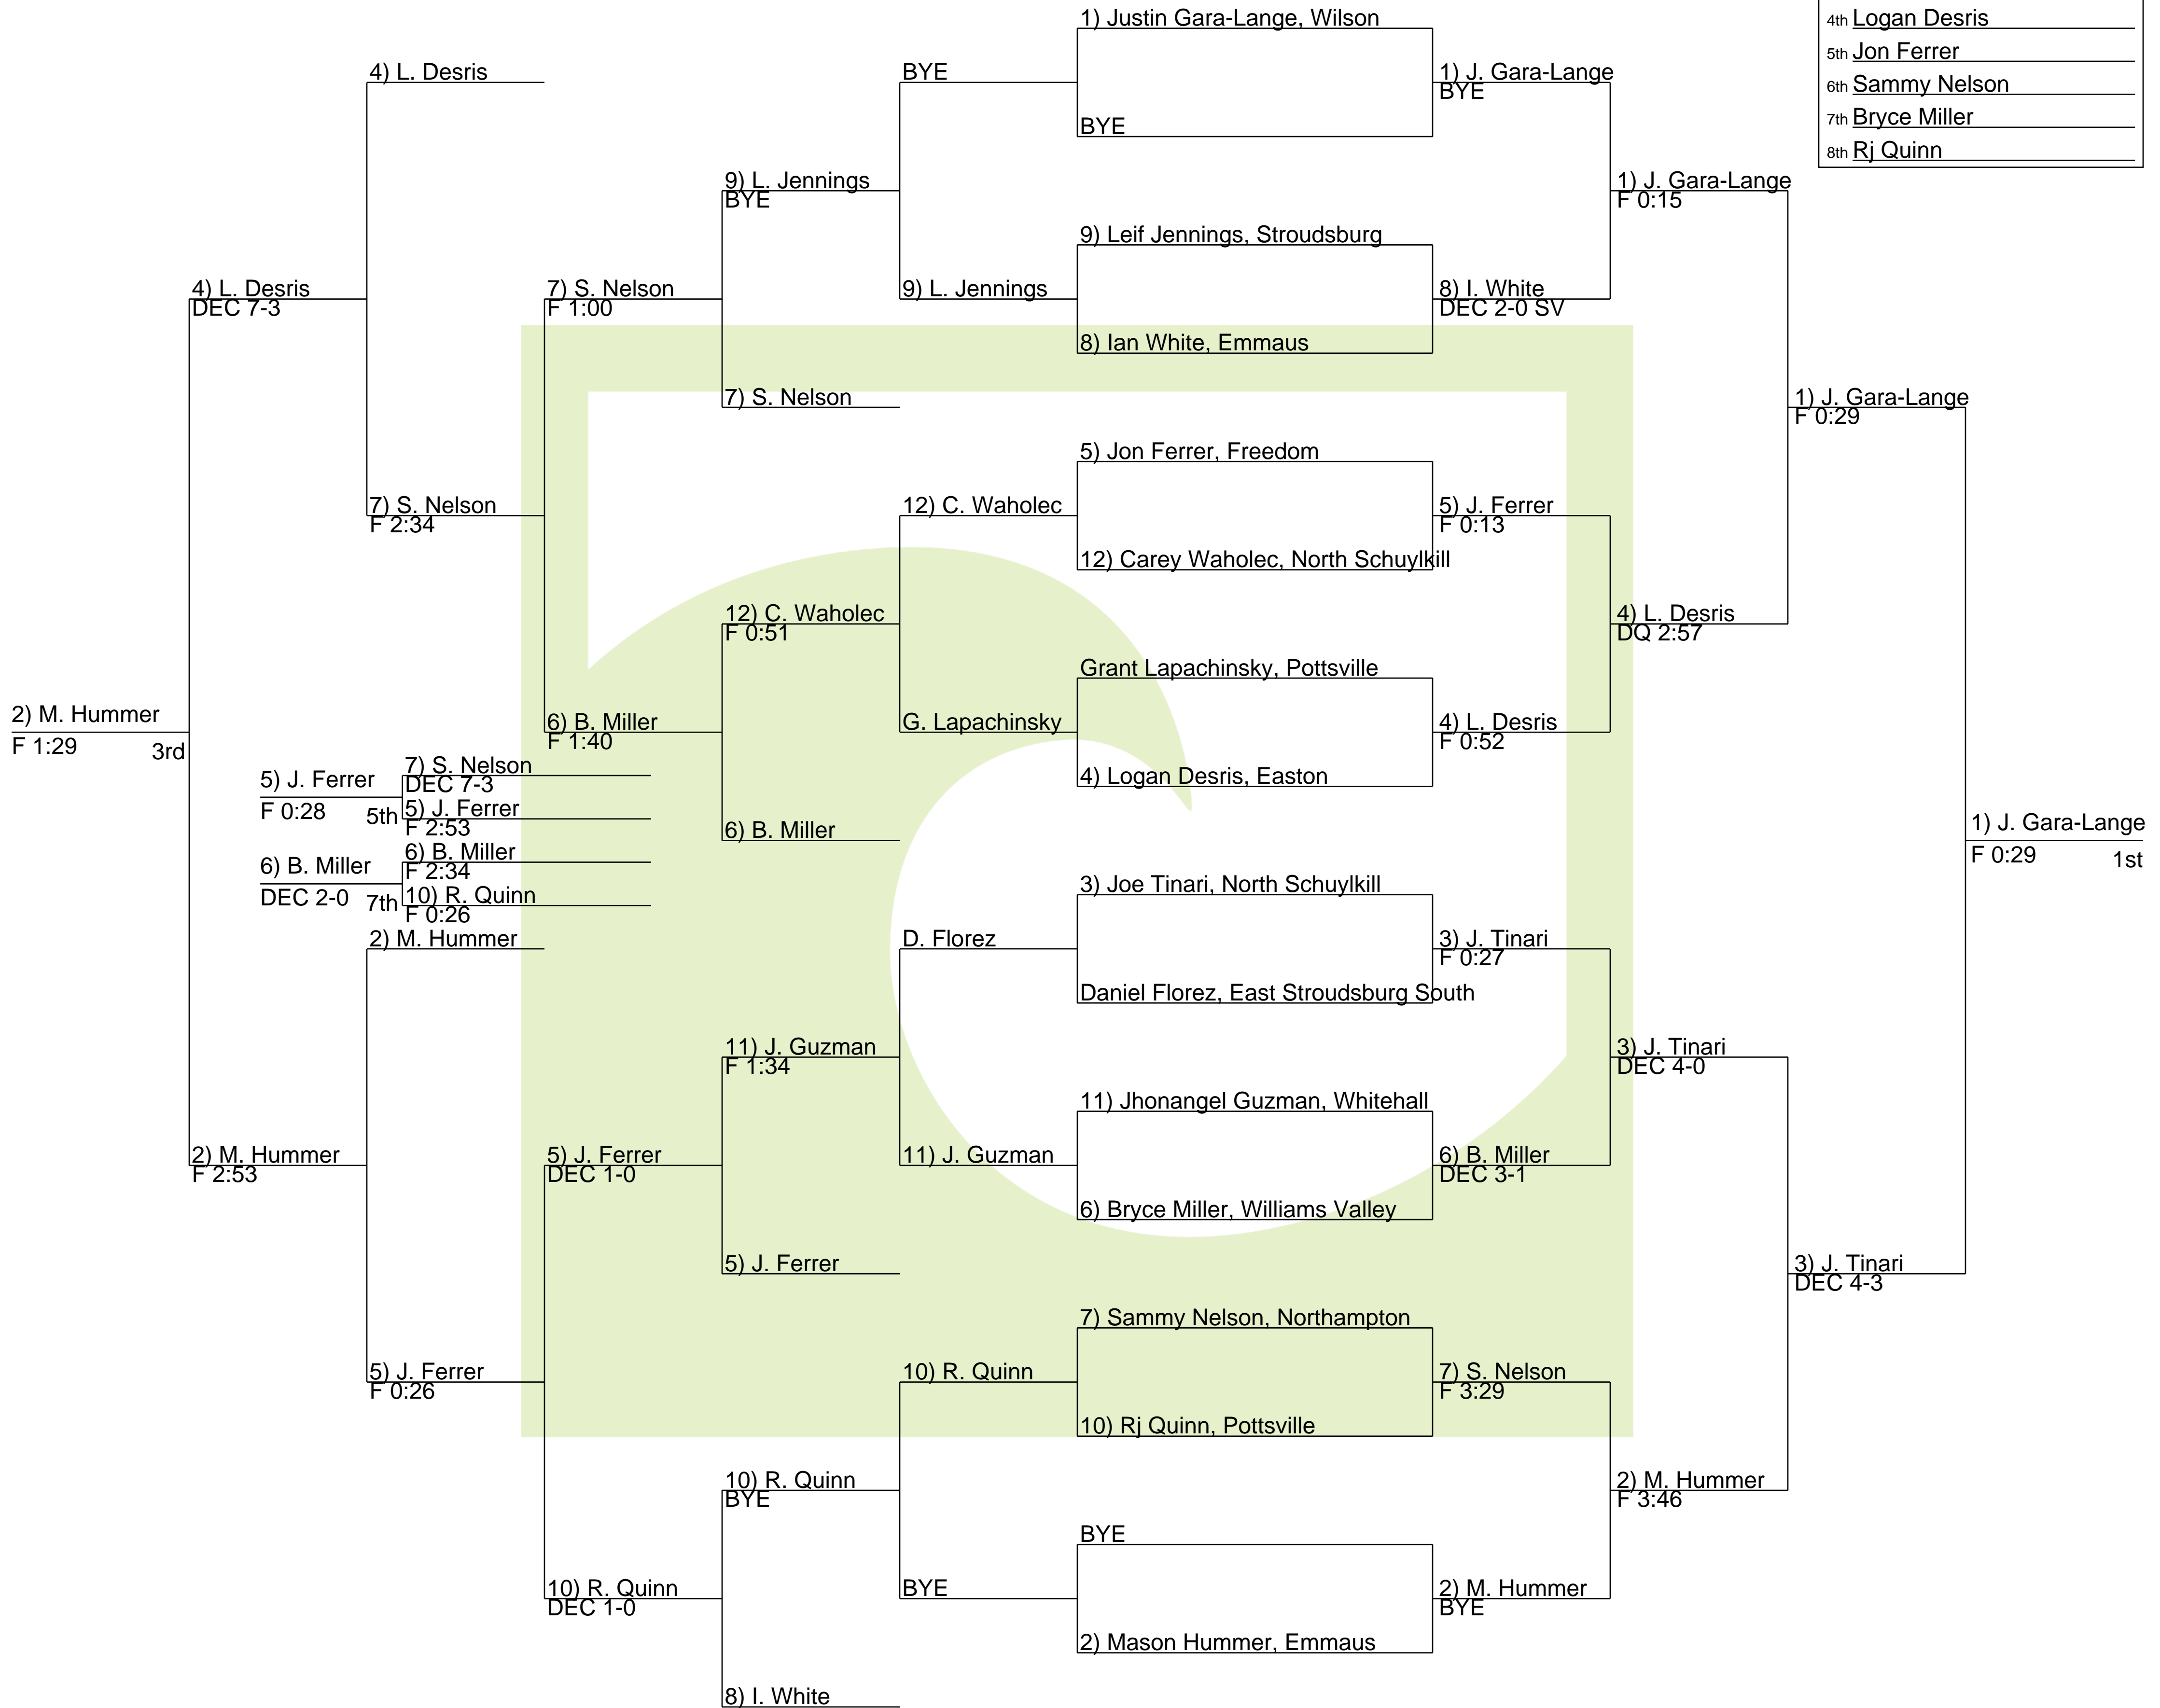 1) Justin Gara-Lange, Wilson
4th Logan Desris
5th Jon Ferrer
4) L. Desris
BYE
1) J. Gara-Lange
BYE
6th Sammy Nelson
7th Bryce Miller
BYE
8th Rj Quinn
9) L. Jennings
BYE
1) J. Gara-Lange
F 0:15
9) Leif Jennings, Stroudsburg
4) L. Desris
DEC 7-3
7) S. Nelson
F 1:00
9) L. Jennings
8) I. White
DEC 2-0 SV
8) Ian White, Emmaus
7) S. Nelson
1) J. Gara-Lange
F 0:29
5) Jon Ferrer, Freedom
7) S. Nelson
F 2:34
12) C. Waholec
5) J. Ferrer
F 0:13
12) Carey Waholec, North Schuylkill
12) C. Waholec
F 0:51
4) L. Desris
DQ 2:57
Grant Lapachinsky, Pottsville
2) M. Hummer
F 1:29
3rd
6) B. Miller
F 1:40
G. Lapachinsky
4) L. Desris
F 0:52
7) S. Nelson
DEC 7-3
4) Logan Desris, Easton
5) J. Ferrer
F 0:28
5th
5) J. Ferrer
F 2:53
6) B. Miller
1) J. Gara-Lange
F 0:29
1st
6) B. Miller
F 2:34
6) B. Miller
DEC 2-0
7th
10) R. Quinn
F 0:26
3) Joe Tinari, North Schuylkill
2) M. Hummer
D. Florez
3) J. Tinari
F 0:27
Daniel Florez, East Stroudsburg South
11) J. Guzman
F 1:34
3) J. Tinari
DEC 4-0
11) Jhonangel Guzman, Whitehall
2) M. Hummer
F 2:53
5) J. Ferrer
DEC 1-0
11) J. Guzman
6) B. Miller
DEC 3-1
6) Bryce Miller, Williams Valley
5) J. Ferrer
3) J. Tinari
DEC 4-3
7) Sammy Nelson, Northampton
5) J. Ferrer
F 0:26
10) R. Quinn
7) S. Nelson
F 3:29
10) Rj Quinn, Pottsville
10) R. Quinn
BYE
2) M. Hummer
F 3:46
BYE
10) R. Quinn
DEC 1-0
BYE
2) M. Hummer
BYE
2) Mason Hummer, Emmaus
8) I. White